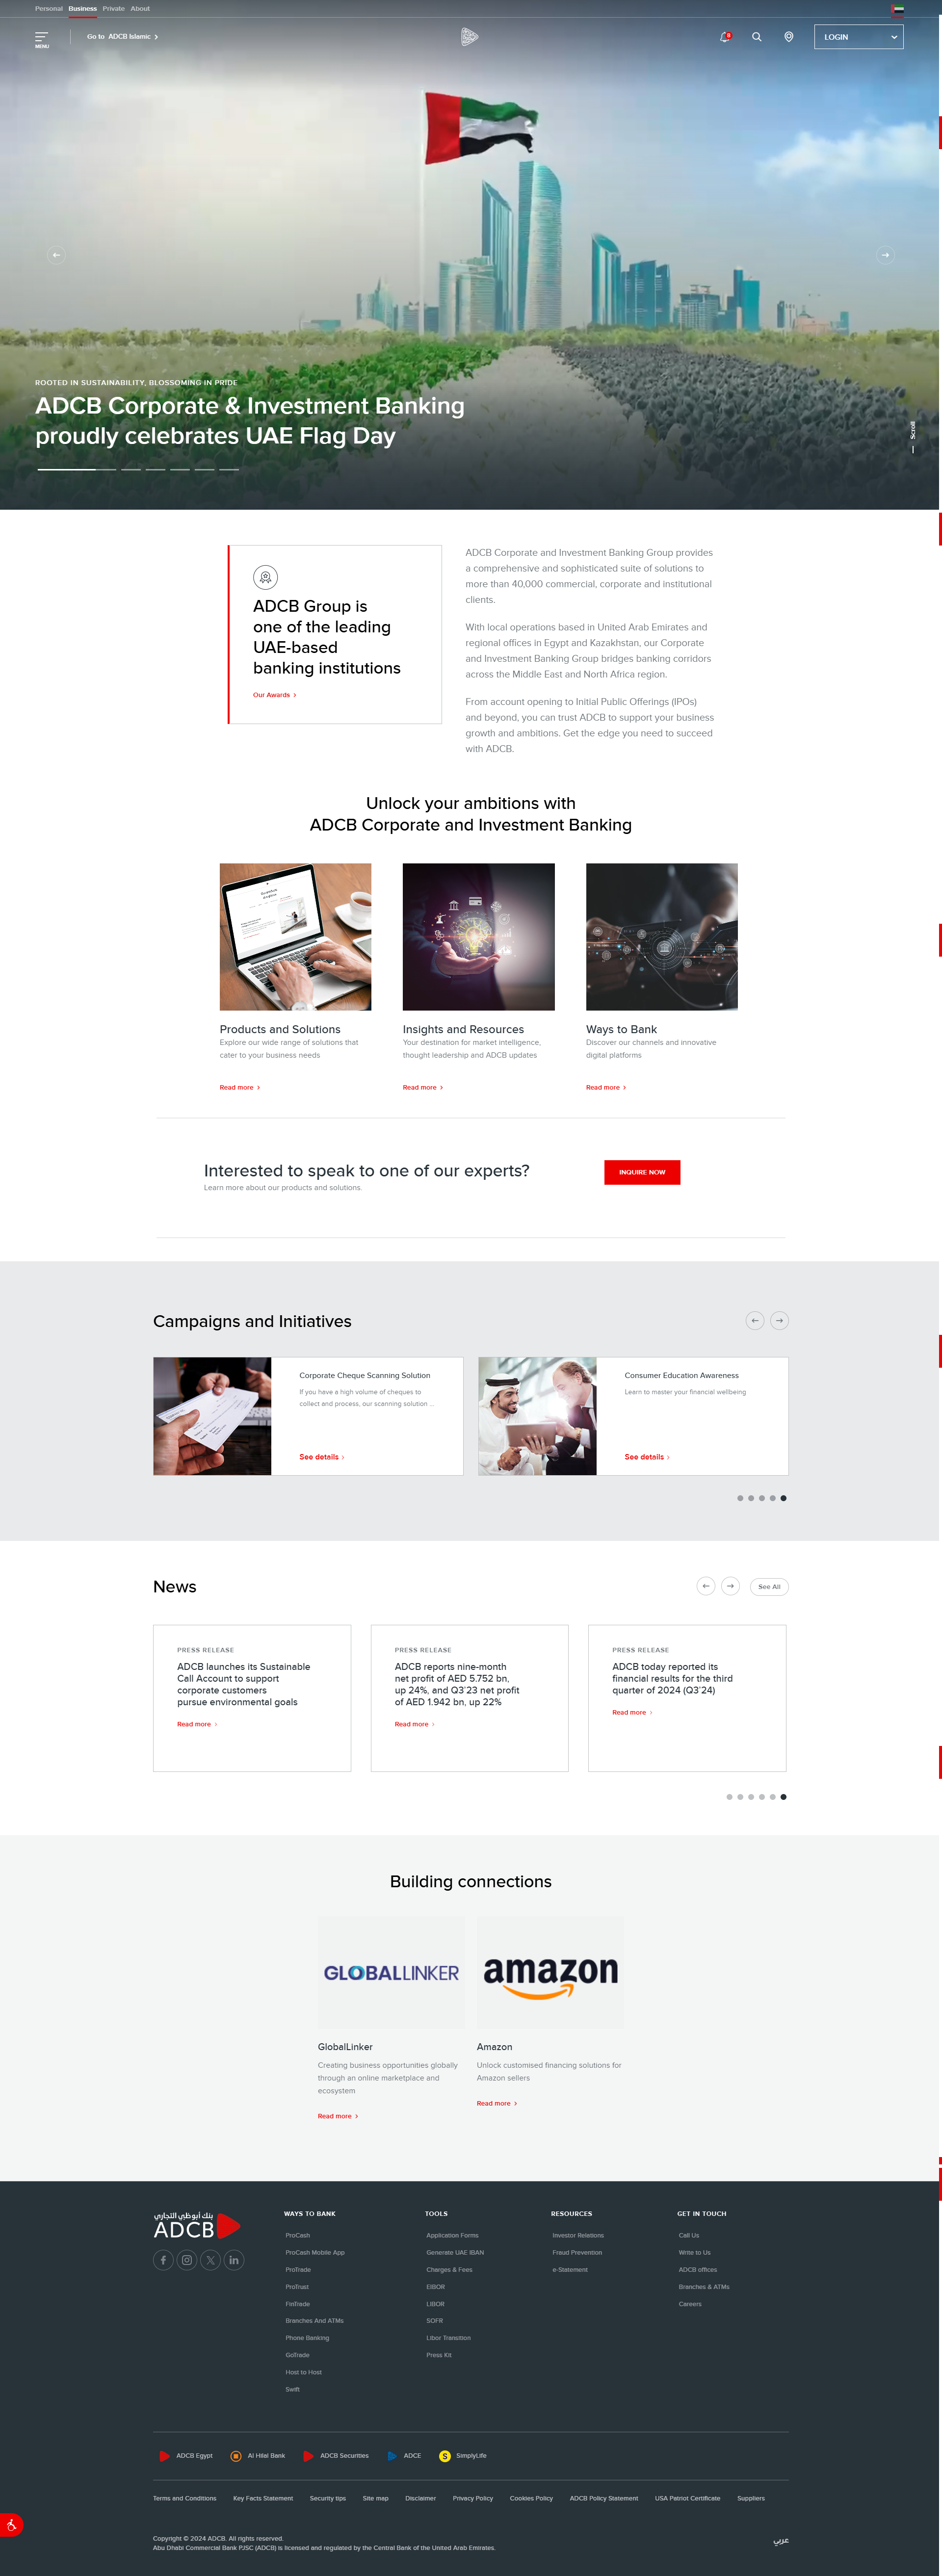 Personal Business Private About
MENU
Go to ADCB Islamic
8
LOGIN
ROOTED IN SUSTAINABILITY, BLOSSOMING IN PRIDE
ADCB Corporate & Investment Banking
proudly celebrates UAE Flag Day
Scroll
ADCB Group is
one of the leading
UAE-based
banking institutions
Our Awards
ADCB Corporate and Investment Banking Group provides
a comprehensive and sophisticated suite of solutions to
more than 40,000 commercial, corporate and institutional
clients.
With local operations based in United Arab Emirates and
regional offices in Egypt and Kazakhstan, our Corporate
and Investment Banking Group bridges banking corridors
across the Middle East and North Africa region.
From account opening to Initial Public Offerings (IPOs)
and beyond, you can trust ADCB to support your business
growth and ambitions. Get the edge you need to succeed
with ADCB.
Unlock your ambitions with
ADCB Corporate and Investment Banking
Products and Solutions
Explore our wide range of solutions that
cater to your business needs
Read more
Insights and Resources
Your destination for market intelligence,
thought leadership and ADCB updates
Read more
Ways to Bank
Discover our channels and innovative
digital platforms
Read more
Interested to speak to one of our experts?
Learn more about our products and solutions.
INQUIRE NOW
Campaigns and Initiatives
Corporate Cheque Scanning Solution
If you have a high volume of cheques to
collect and process, our scanning solution ...
See details
Consumer Education Awareness
Learn to master your financial wellbeing
See details
News
See All
PRESS RELEASE
ADCB launches its Sustainable
Call Account to support
corporate customers
pursue environmental goals
Read more
PRESS RELEASE
ADCB reports nine-month
net profit of AED 5.752 bn,
up 24%, and Q3'23 net profit
of AED 1.942 bn, up 22%
Read more
PRESS RELEASE
ADCB today reported its
financial results for the third
quarter of 2024 (Q3'24)
Read more
Building connections
GLOBALLINKER
GlobalLinker
Creating business opportunities globally
through an online marketplace and
ecosystem
Read more
amazon
Amazon
Unlock customised financing solutions for
Amazon sellers
Read more
بنك أبوظبي التجاري
ADCB
WAYS TO BANK
ProCash
ProCash Mobile App
ProTrade
ProTrust
FinTrade
Branches And ATMs
Phone Banking
GoTrade
Host to Host
Swift
TOOLS
Application Forms
Generate UAE IBAN
Charges & Fees
EIBOR
LIBOR
SOFR
Libor Transition
Press Kit
RESOURCES
Investor Relations
Fraud Prevention
e-Statement
GET IN TOUCH
Call Us
Write to Us
ADCB offices
Branches & ATMs
Careers
ADCB Egypt
Al Hilal Bank
ADCB Securities
ADCE
S SimplyLife
Terms and Conditions Key Facts Statement Security tips Site map Disclaimer Privacy Policy Cookies Policy ADCB Policy Statement USA Patriot Certificate Suppliers
Copyright © 2024 ADCB. All rights reserved.
Abu Dhabi Commercial Bank PJSC (ADCB) is licensed and regulated by the Central Bank of the United Arab Emirates.
عربي